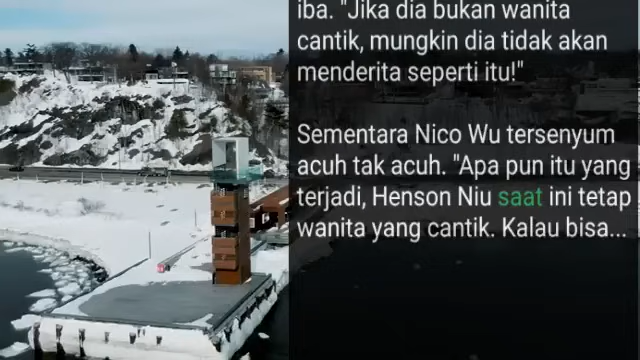 iba. "Jika dia bukan wanita
cantik, mungkin dia tidak akan
menderita seperti itu!"
Sementara Nico Wu tersenyum
acuh tak acuh. "Apa pun itu yang
terjadi, Henson Niu saat ini tetap
wanita yang cantik. Kalau bisa...